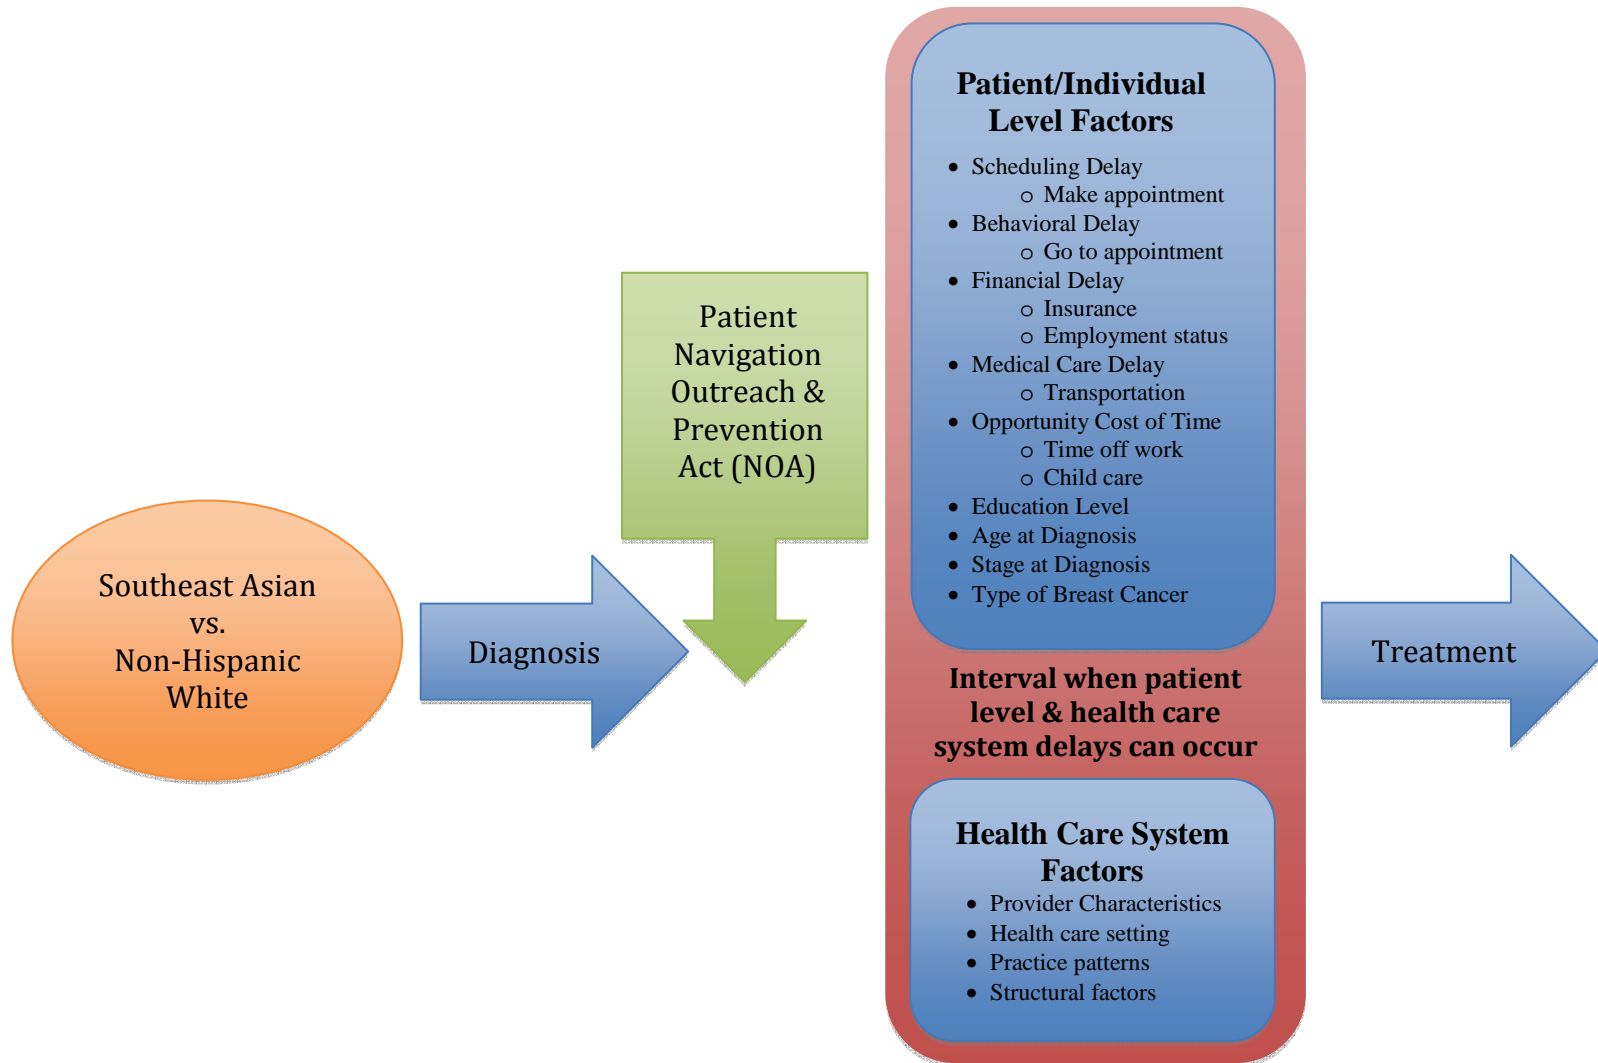 Southeast Asian
vs.
Non-Hispanic
White
Diagnosis
Patient
Navigation
Outreach &
Prevention
Act (NOA)
Patient/Individual
Level Factors
• Scheduling Delay
o Make appointment
• Behavioral Delay
o Go to appointment
• Financial Delay
o Insurance
o Employment status
• Medical Care Delay
o Transportation
• Opportunity Cost of Time
o Time off work
o Child care
• Education Level
• Age at Diagnosis
• Stage at Diagnosis
• Type of Breast Cancer
Interval when patient
level & health care
system delays can occur
Health Care System
Factors
• Provider Characteristics
• Health care setting
• Practice patterns
• Structural factors
Treatment